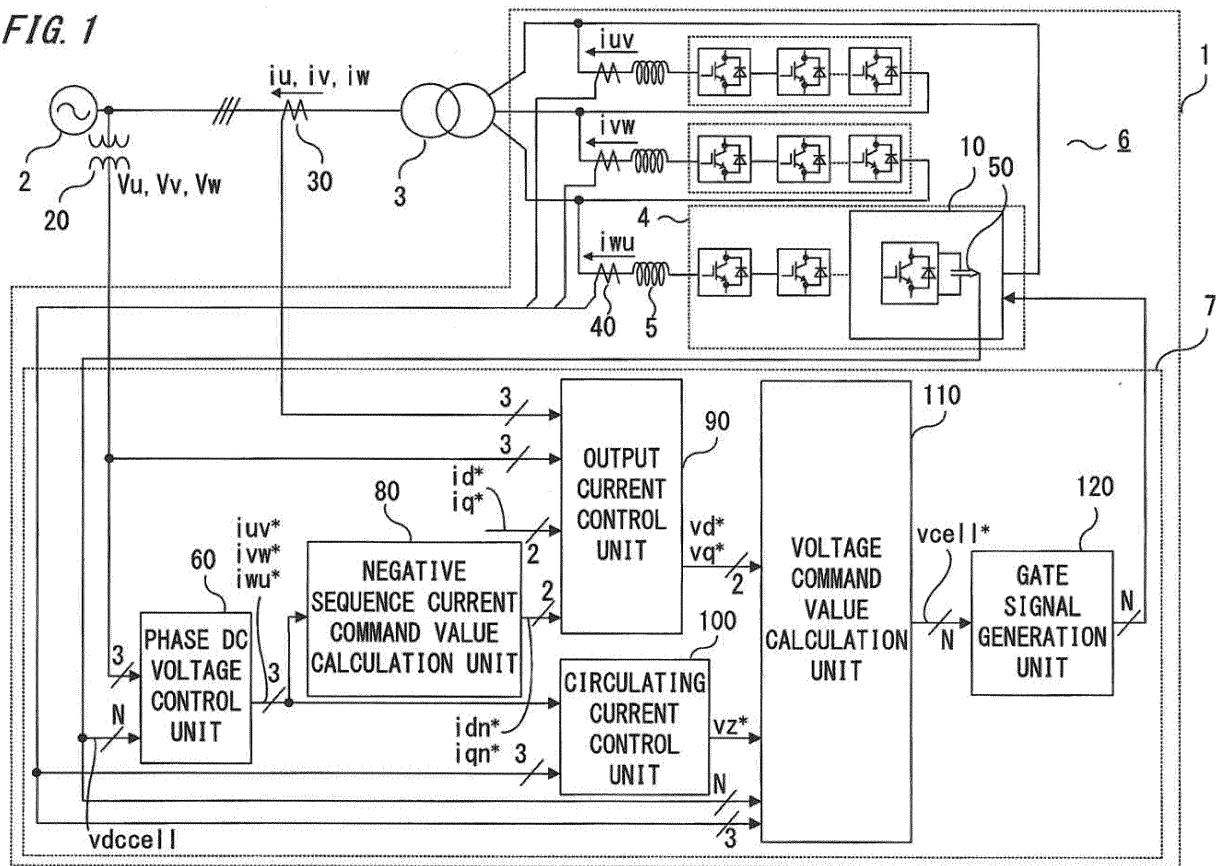 FIG. 1
1
iuv
iu, iv, iw
ivw
6
10
50
2
30
3
Vu, Vv, Vw
20
4
iwu
40
5
7
3
90
110
3
OUTPUT
CURRENT
CONTROL
UNIT
id*
iq*
80
120
iuv*
ivw*
iwu*
2
vd*
vq*
vcell*
60
NEGATIVE
SEQUENCE CURRENT
COMMAND VALUE
CALCULATION UNIT
2
2
VOLTAGE
COMMAND
VALUE
CALCULATION
UNIT
GATE
SIGNAL
GENERATION
UNIT
N
N
PHASE DC
VOLTAGE
CONTROL
UNIT
3
3
100
CIRCULATING
CURRENT
CONTROL
UNIT
N
idn*
iqn*
vz*
3
N
vdccell
3